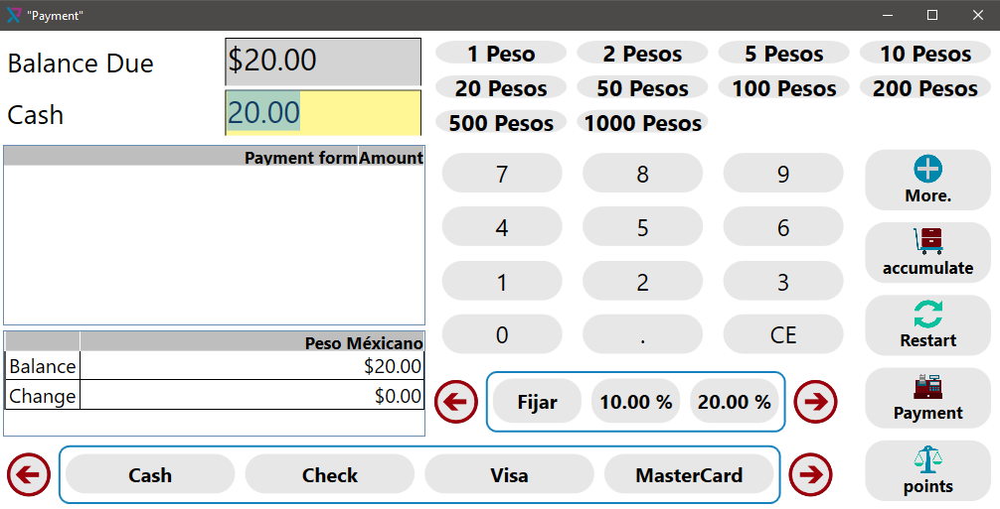 "Payment"
Balance Due
$20.00
Cash
20.00
Payment form Amount
Peso Méxicano
Balance $20.00
Change $0.00
1 Peso 2 Pesos 5 Pesos 10 Pesos
20 Pesos 50 Pesos 100 Pesos 200 Pesos
500 Pesos 1000 Pesos
7 8 9
4 5 6
1 2 3
0 . CE
Fijar 10.00 % 20.00 %
More.
accumulate
Restart
Payment
points
Cash Check Visa MasterCard